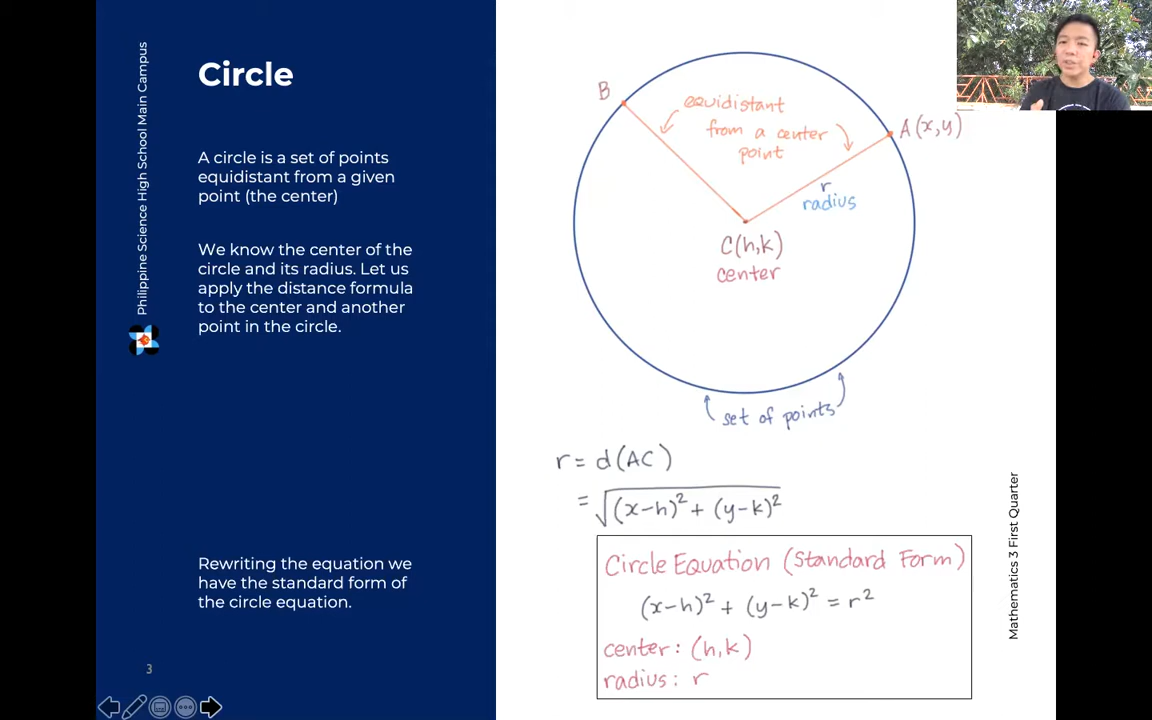 Philippine Science High School Main Campus
Circle
A circle is a set of points
equidistant from a given
point (the center)
We know the center of the
circle and its radius. Let us
apply the distance formula
to the center and another
point in the circle.
Rewriting the equation we
have the standard form of
the circle equation.
3
B
equidistant
from a center
point
A(x,y)
r
radius
C(h,k)
center
set of points
r = d(AC)
= √(x-h)² + (y-k)²
Circle Equation (Standard Form)
(x-h)² + (y-k)² = r²
center: (h,k)
radius: r
Mathematics 3 First Quarter